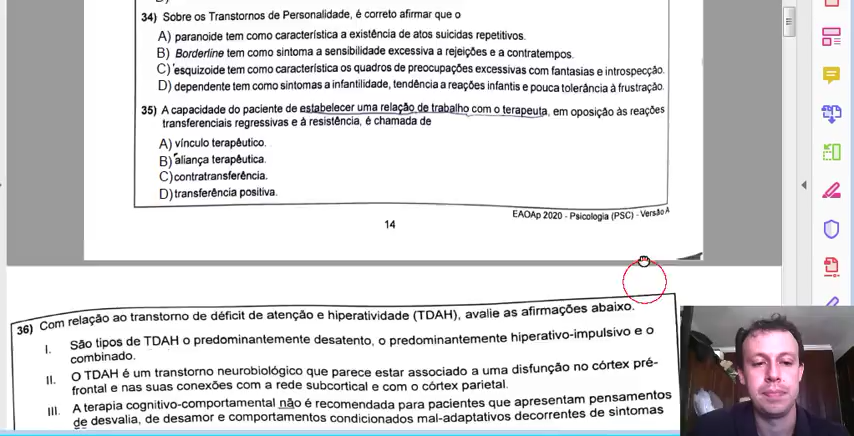 34) Sobre os Transtornos de Personalidade, é correto afirmar que o
A) paranoide tem como característica a existência de atos suicidas repetitivos.
B) Borderline tem como sintoma a sensibilidade excessiva a rejeições e a contratempos.
C) esquizoide tem como característica os quadros de preocupações excessivas com fantasias e introspecção.
D) dependente tem como sintomas a infantilidade, tendência a reações infantis e pouca tolerância à frustração.
35) A capacidade do paciente de estabelecer uma relação de trabalho com o terapeuta, em oposição às reações
transferenciais regressivas e à resistência, é chamada de
A) vínculo terapêutico.
B) aliança terapêutica.
C) contratransferência.
D) transferência positiva.
14
EAOAp 2020 - Psicologia (PSC) - Versão A
36) Com relação ao transtorno de déficit de atenção e hiperatividade (TDAH), avalie as afirmações abaixo.
I. São tipos de TDAH o predominantemente desatento, o predominantemente hiperativo-impulsivo e o
combinado.
II. O TDAH é um transtorno neurobiológico que parece estar associado a uma disfunção no córtex pré-
frontal e nas suas conexões com a rede subcortical e com o córtex parietal.
III. A terapia cognitivo-comportamental não é recomendada para pacientes que apresentam pensamentos
de desvalia, de desamor e comportamentos condicionados mal-adaptativos decorrentes de sintomas